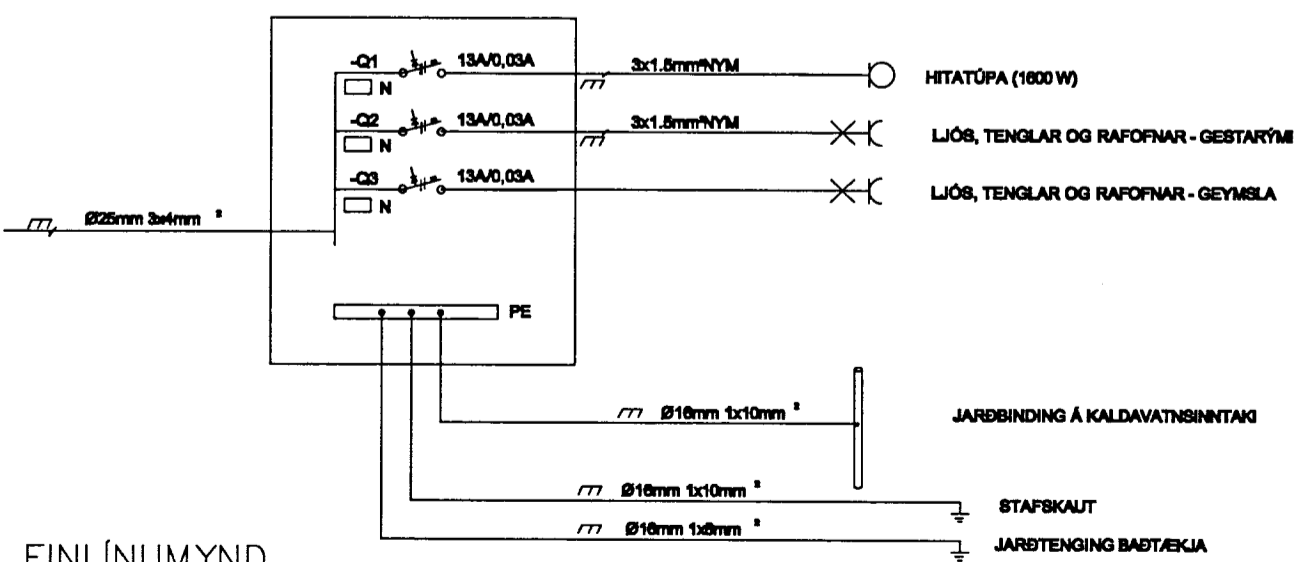 -Q1 13A/0,03A 3x1.5mm²NYM HITATÚPA (1600 W)
N
-Q2 13A/0,03A 3x1.5mm²NYM LJÓS, TENGLAR OG RAFOFNAR - GESTARÝMI
N
-Q3 13A/0,03A LJÓS, TENGLAR OG RAFOFNAR - GEYMSLA
N
Ø25mm 3x4mm ²
PE
Ø16mm 1x10mm ² JARÐBINDING Á KALDAVATNSINNTAKI
Ø16mm 1x10mm ² STAFSKAUT
Ø16mm 1x6mm ² JARÐTENGING BAÐTÆKJA
EINLÍNUMYND